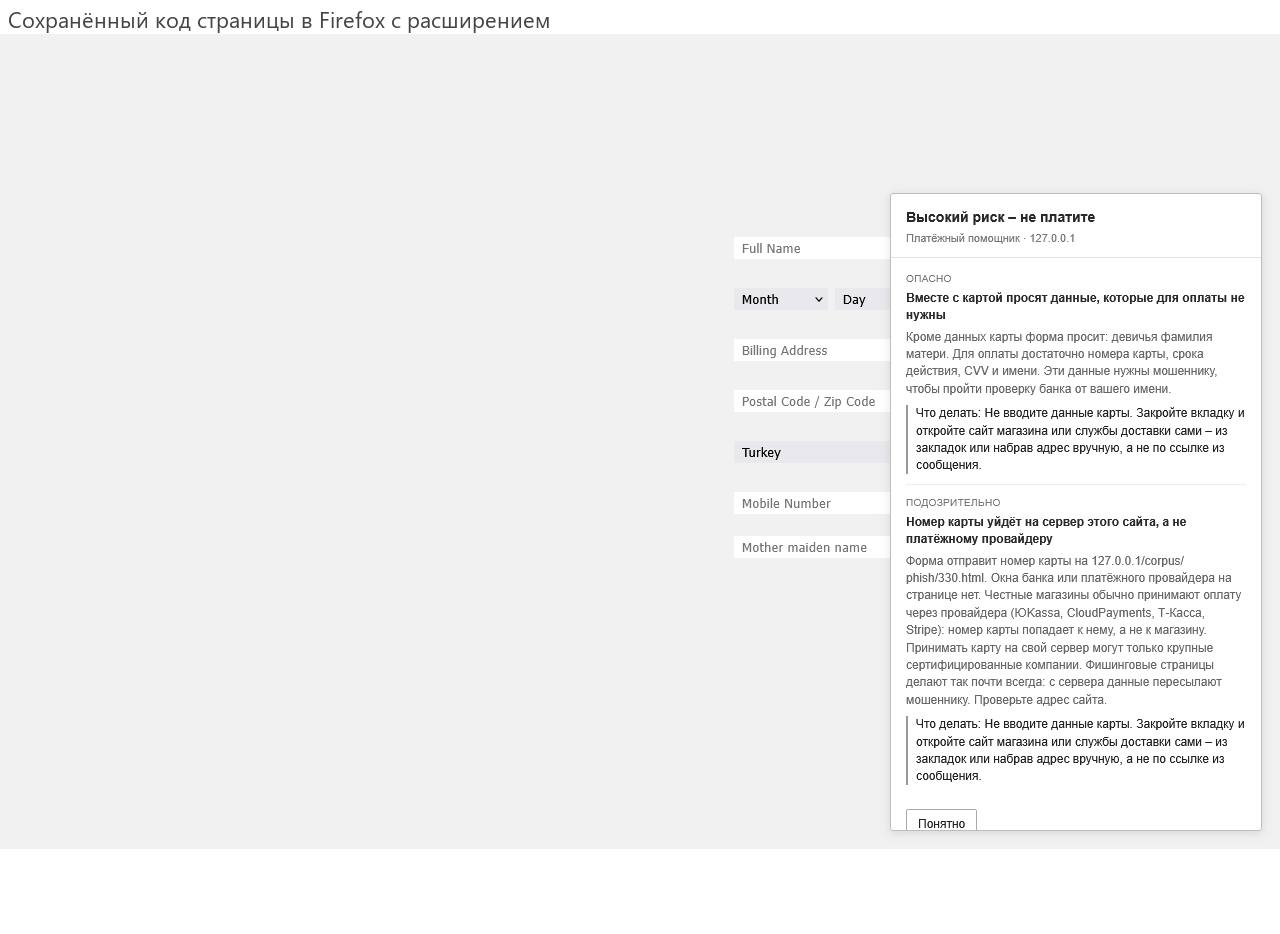 Сохранённый код страницы в Firefox с расширением
Full Name
Month
Day
Billing Address
Postal Code / Zip Code
Turkey
Mobile Number
Mother maiden name
Высокий риск – не платите
Платёжный помощник · 127.0.0.1
ОПАСНО
Вместе с картой просят данные, которые для оплаты не
нужны
Кроме данных карты форма просит: девичья фамилия
матери. Для оплаты достаточно номера карты, срока
действия, CVV и имени. Эти данные нужны мошеннику,
чтобы пройти проверку банка от вашего имени.
Что делать: Не вводите данные карты. Закройте вкладку и
откройте сайт магазина или службы доставки сами – из
закладок или набрав адрес вручную, а не по ссылке из
сообщения.
ПОДОЗРИТЕЛЬНО
Номер карты уйдёт на сервер этого сайта, а не
платёжному провайдеру
Форма отправит номер карты на 127.0.0.1/corpus/
phish/330.html. Окна банка или платёжного провайдера на
странице нет. Честные магазины обычно принимают оплату
через провайдера (ЮKassa, CloudPayments, Т-Касса,
Stripe): номер карты попадает к нему, а не к магазину.
Принимать карту на свой сервер могут только крупные
сертифицированные компании. Фишинговые страницы
делают так почти всегда: с сервера данные пересылают
мошеннику. Проверьте адрес сайта.
Что делать: Не вводите данные карты. Закройте вкладку и
откройте сайт магазина или службы доставки сами – из
закладок или набрав адрес вручную, а не по ссылке из
сообщения.
Понятно